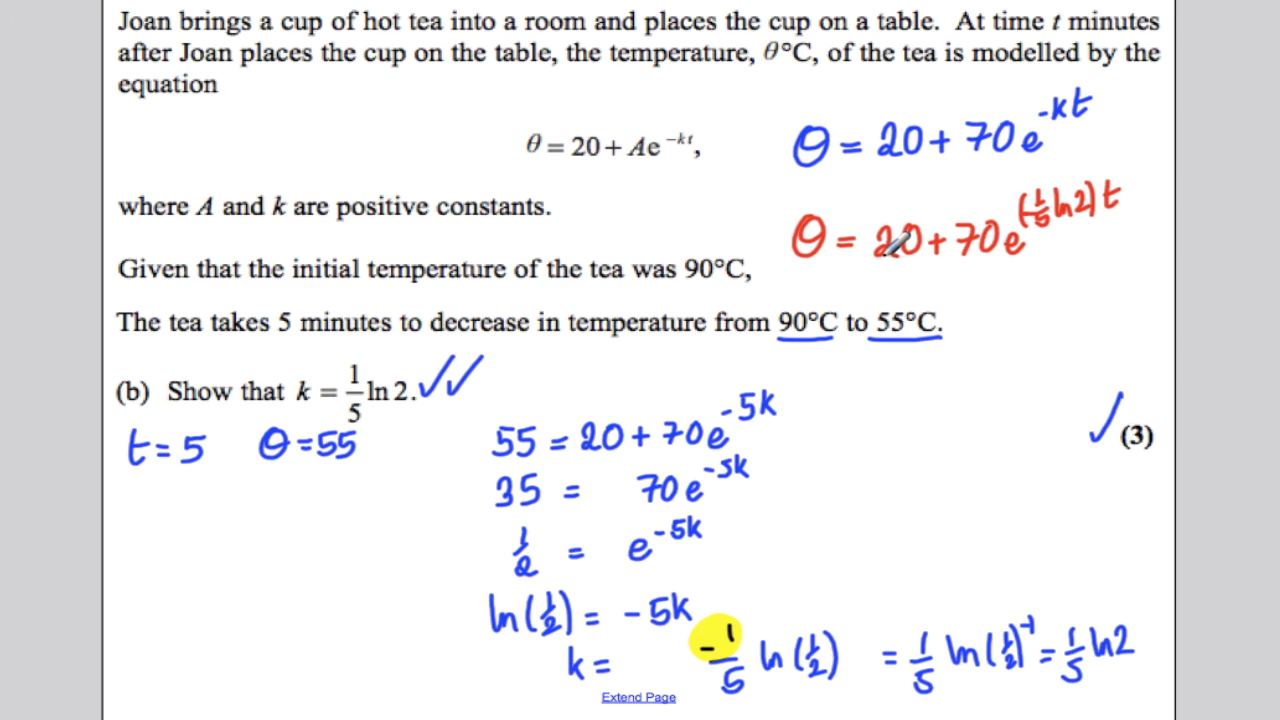 Joan brings a cup of hot tea into a room and places the cup on a table. At time t minutes
after Joan places the cup on the table, the temperature, θ°C, of the tea is modelled by the
equation
θ = 20 + Ae^{-kt},
θ = 20 + 70e^{-kt}
where A and k are positive constants.
θ = 20 + 70e^{(-1/5 ln2)t}
Given that the initial temperature of the tea was 90°C,
The tea takes 5 minutes to decrease in temperature from 90°C to 55°C.
(b) Show that k = 1/5 ln 2. ✓✓
✓ (3)
t = 5 θ = 55
55 = 20 + 70e^{-5k}
35 = 70e^{-5k}
1/2 = e^{-5k}
ln(1/2) = -5k
k = -1/5 ln(1/2) = 1/5 ln(1/2)^{-1} = 1/5 ln2
Extend Page